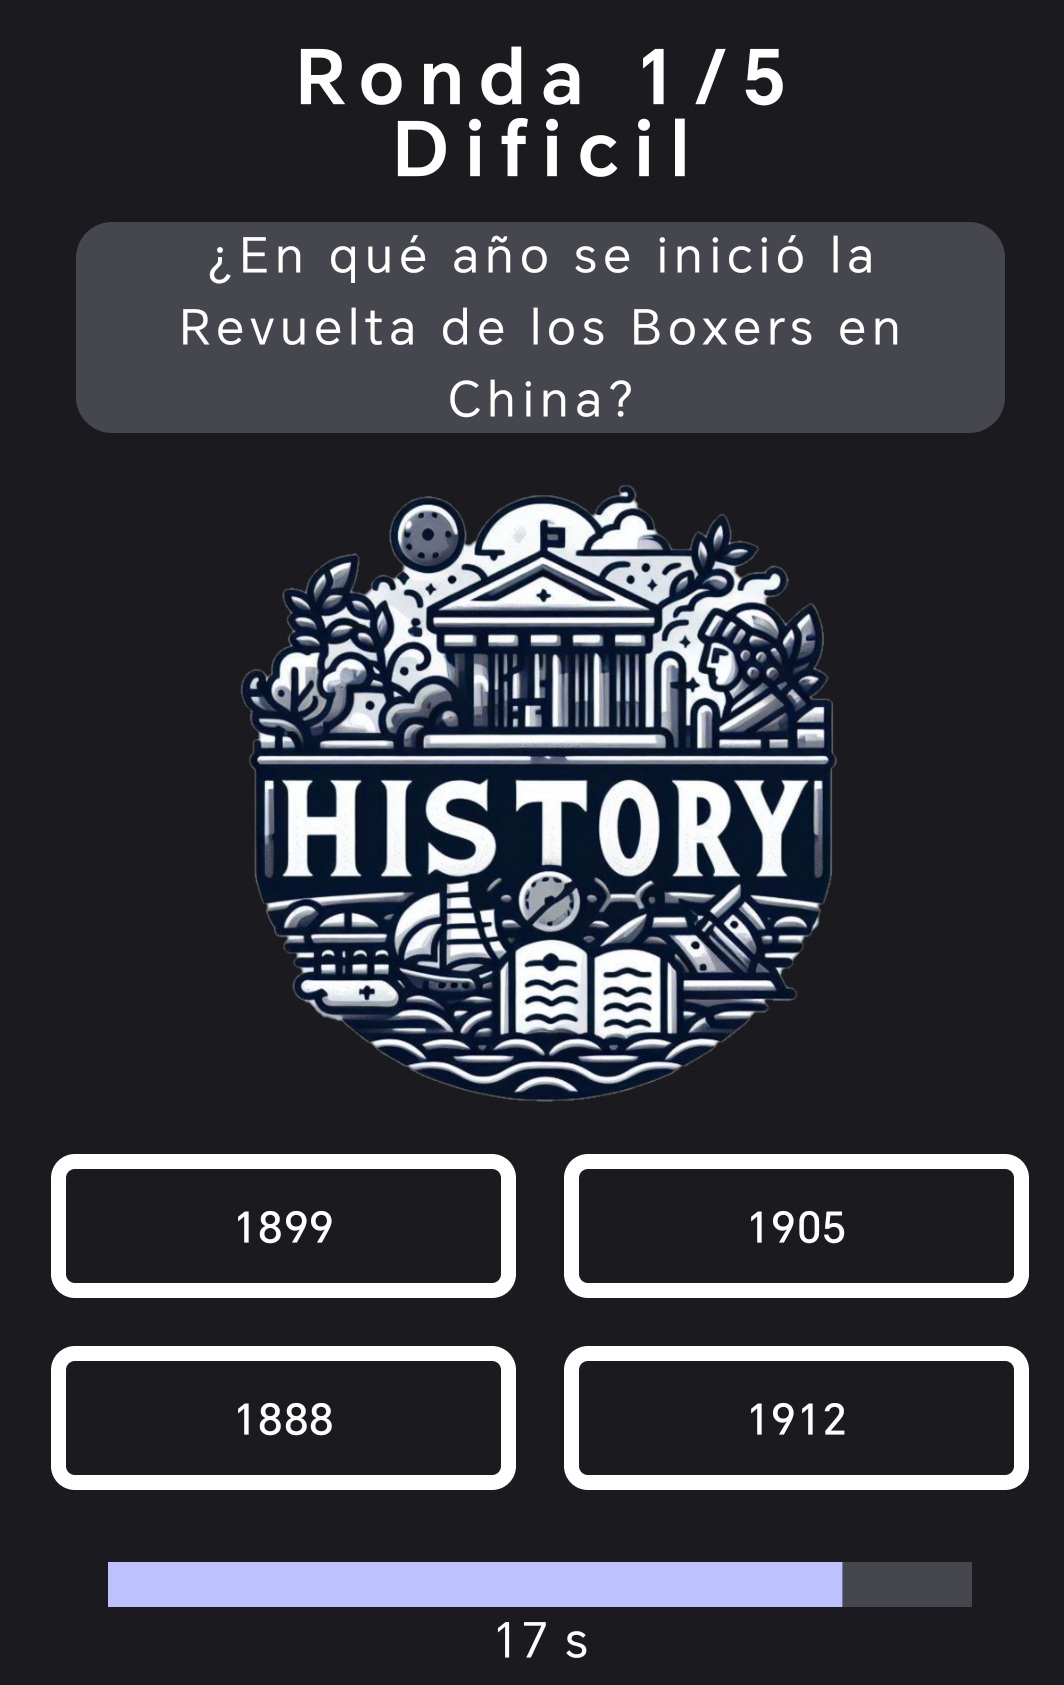 Ronda 1/5
Dificil
¿En qué año se inició la
Revuelta de los Boxers en
China?
HISTORY
1899
1905
1888
1912
17 s